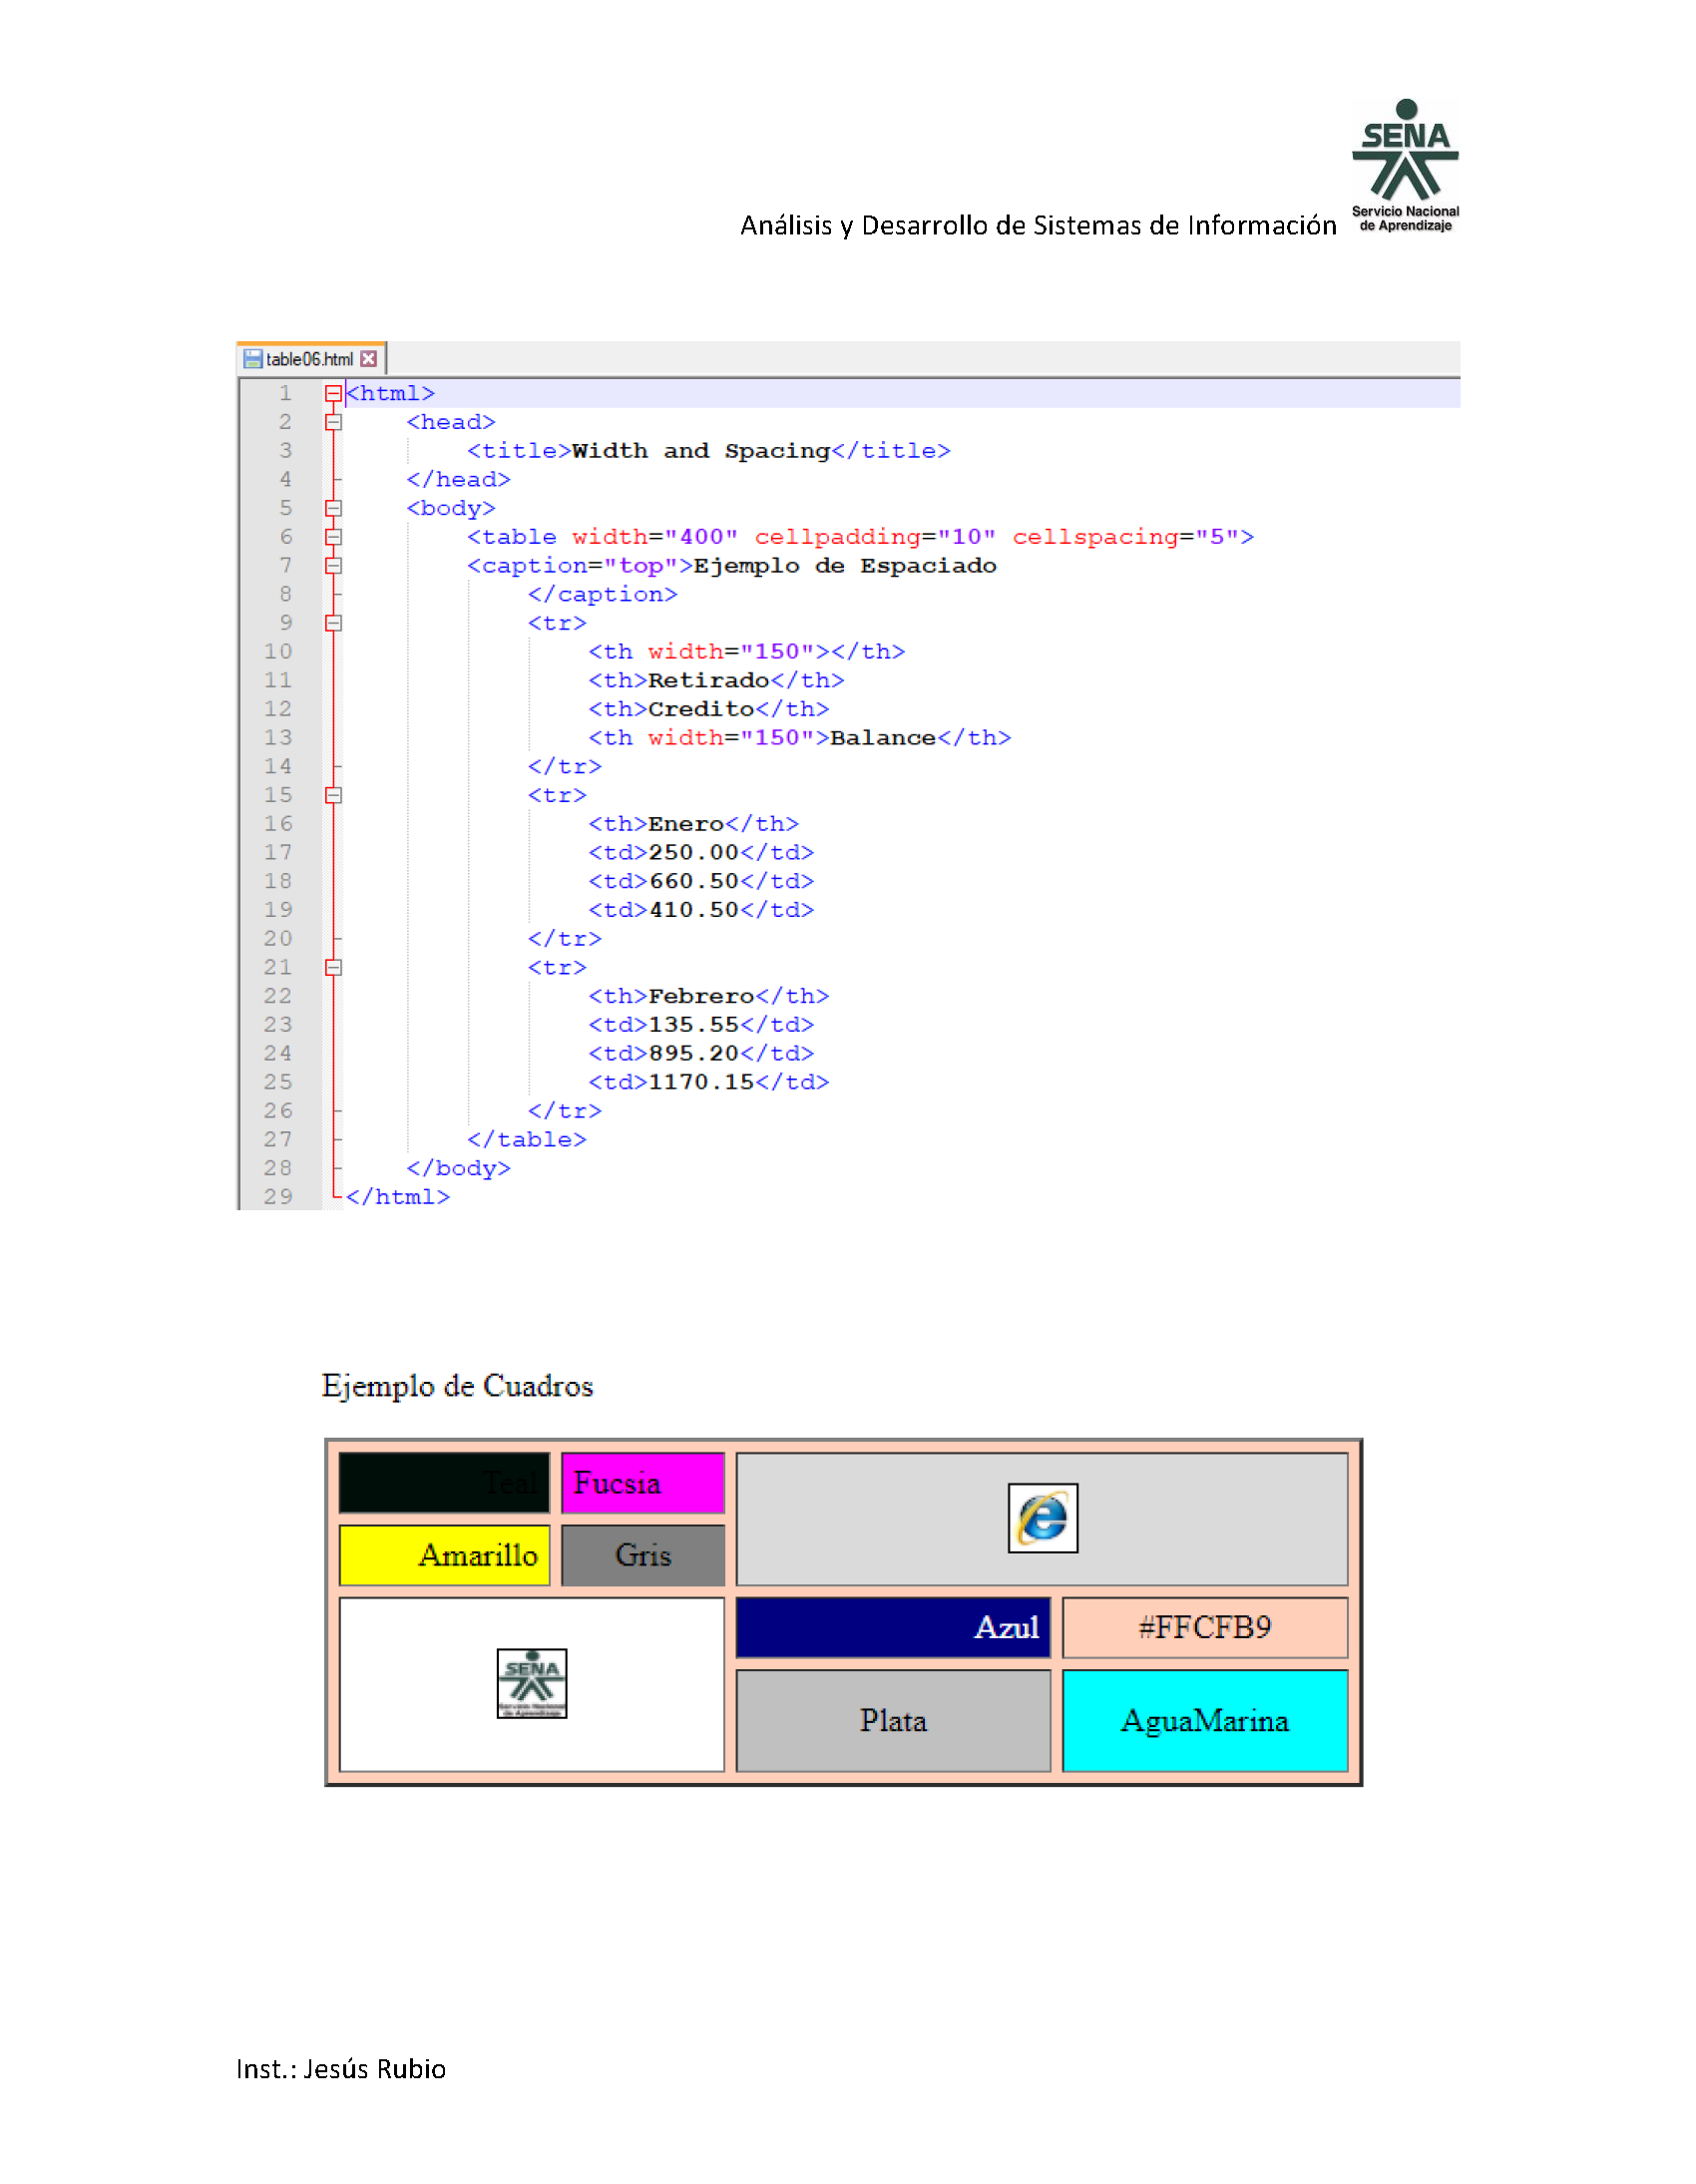 SENA
Servicio Nacional
de Aprendizaje
Análisis y Desarrollo de Sistemas de Información
table06.html
1 <html>
2 <head>
3 <title>Width and Spacing</title>
4 </head>
5 <body>
6 <table width="400" cellpadding="10" cellspacing="5">
7 <caption="top">Ejemplo de Espaciado
8 </caption>
9 <tr>
10 <th width="150"></th>
11 <th>Retirado</th>
12 <th>Credito</th>
13 <th width="150">Balance</th>
14 </tr>
15 <tr>
16 <th>Enero</th>
17 <td>250.00</td>
18 <td>660.50</td>
19 <td>410.50</td>
20 </tr>
21 <tr>
22 <th>Febrero</th>
23 <td>135.55</td>
24 <td>895.20</td>
25 <td>1170.15</td>
26 </tr>
27 </table>
28 </body>
29 </html>
Ejemplo de Cuadros
Teal Fucsia
Amarillo Gris
SENA
Servicio Nacional
de Aprendizaje
Azul #FFCFB9
Plata AguaMarina
Inst.: Jesús Rubio